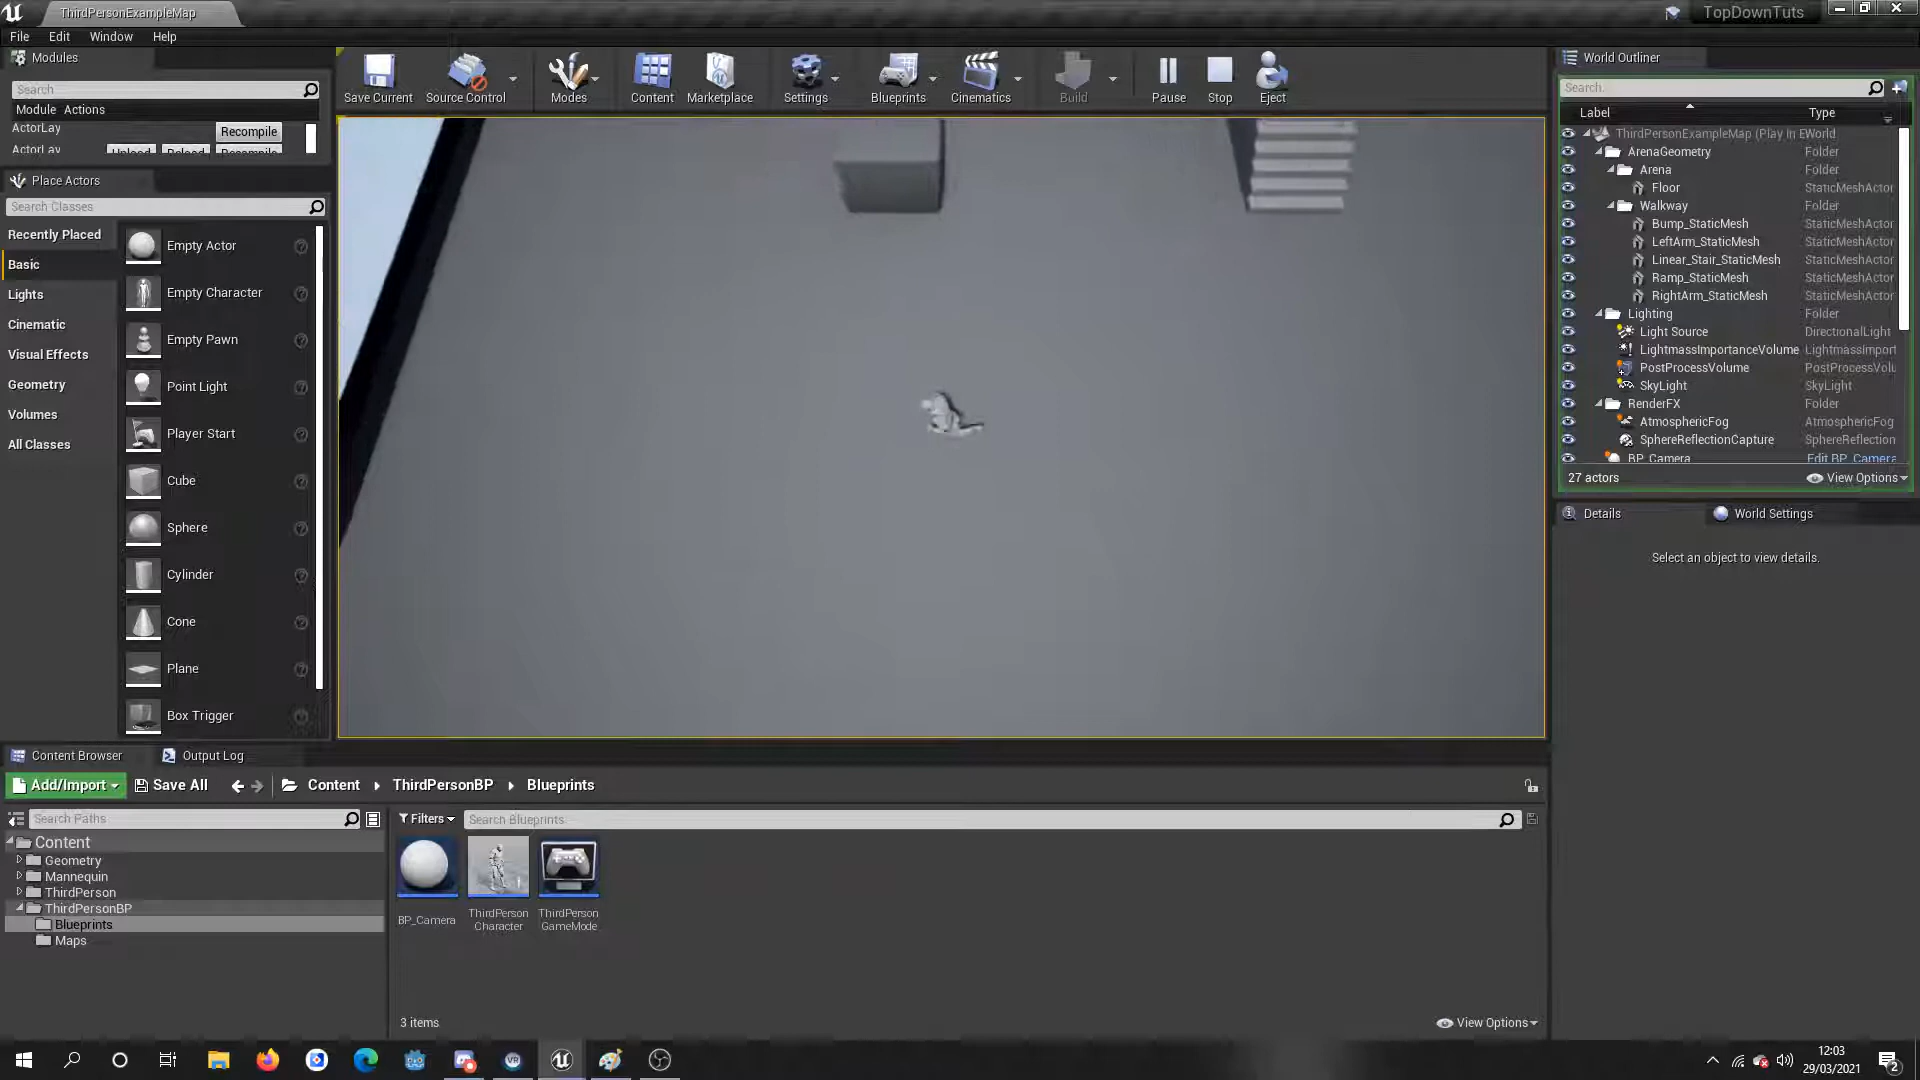 ThirdPersonExampleMap
TopDownTuts
File Edit Window Help
Modules
Search
Module Actions
ActorLay
Recompile
ActorLay Upload Reload Recompile
Save Current
Source Control
Modes
Content
Marketplace
Settings
Blueprints
Cinematics
Build
Pause
Stop
Eject
Place Actors
Search Classes
Recently Placed
Basic
Lights
Cinematic
Visual Effects
Geometry
Volumes
All Classes
Empty Actor
Empty Character
Empty Pawn
Point Light
Player Start
Cube
Sphere
Cylinder
Cone
Plane
Box Trigger
World Outliner
Search
Label Type
ThirdPersonExampleMap (Play In E World
ArenaGeometry Folder
Arena Folder
Floor StaticMeshActor
Walkway Folder
Bump_StaticMesh StaticMeshActor
LeftArm_StaticMesh StaticMeshActor
Linear_Stair_StaticMesh StaticMeshActor
Ramp_StaticMesh StaticMeshActor
RightArm_StaticMesh StaticMeshActor
Lighting Folder
Light Source DirectionalLight
LightmassImportanceVolume LightmassImport
PostProcessVolume PostProcessVolu
SkyLight SkyLight
RenderFX Folder
AtmosphericFog AtmosphericFog
SphereReflectionCapture SphereReflection
BP_Camera Edit BP_Camera
27 actors View Options
Details World Settings
Select an object to view details.
Content Browser Output Log
Add/Import Save All Content ThirdPersonBP Blueprints
Search Paths
Filters Search Blueprints
Content
Geometry
Mannequin
ThirdPerson
ThirdPersonBP
Blueprints
Maps
BP_Camera
ThirdPerson
Character
ThirdPerson
GameMode
3 items View Options
12:03
29/03/2021
2